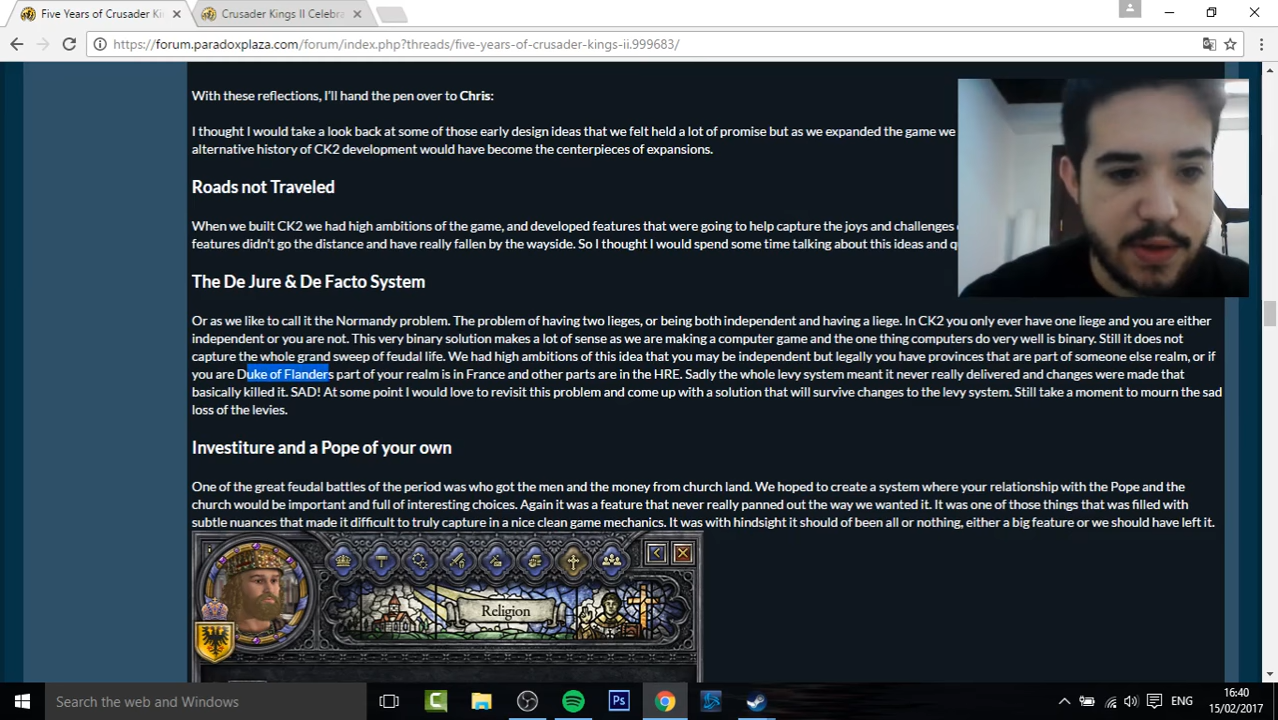 Five Years of Crusader Ki
Crusader Kings II Celebra
https://forum.paradoxplaza.com/forum/index.php?threads/five-years-of-crusader-kings-ii.999683/
With these reflections, I'll hand the pen over to Chris:
I thought I would take a look back at some of those early design ideas that we felt held a lot of promise but as we expanded the game we
alternative history of CK2 development would have become the centerpieces of expansions.
Roads not Traveled
When we built CK2 we had high ambitions of the game, and developed features that were going to help capture the joys and challenges
features didn't go the distance and have really fallen by the wayside. So I thought I would spend some time talking about this ideas and
The De Jure & De Facto System
Or as we like to call it the Normandy problem. The problem of having two lieges, or being both independent and having a liege. In CK2 you only ever have one liege and you are either
independent or you are not. This very binary solution makes a lot of sense as we are making a computer game and the one thing computers do very well is binary. Still it does not
capture the whole grand sweep of feudal life. We had high ambitions of this idea that you may be independent but legally you have provinces that are part of someone else realm, or if
you are Duke of Flanders part of your realm is in France and other parts are in the HRE. Sadly the whole levy system meant it never really delivered and changes were made that
basically killed it. SAD! At some point I would love to revisit this problem and come up with a solution that will survive changes to the levy system. Still take a moment to mourn the sad
loss of the levies.
Investiture and a Pope of your own
One of the great feudal battles of the period was who got the men and the money from church land. We hoped to create a system where your relationship with the Pope and the
church would be important and full of interesting choices. Again it was a feature that never really panned out the way we wanted it. It was one of those things that was filled with
subtle nuances that made it difficult to truly capture in a nice clean game mechanics. It was with hindsight it should of been all or nothing, either a big feature or we should have left it.
Religion
Search the web and Windows
Ps
ENG
16:40
15/02/2017